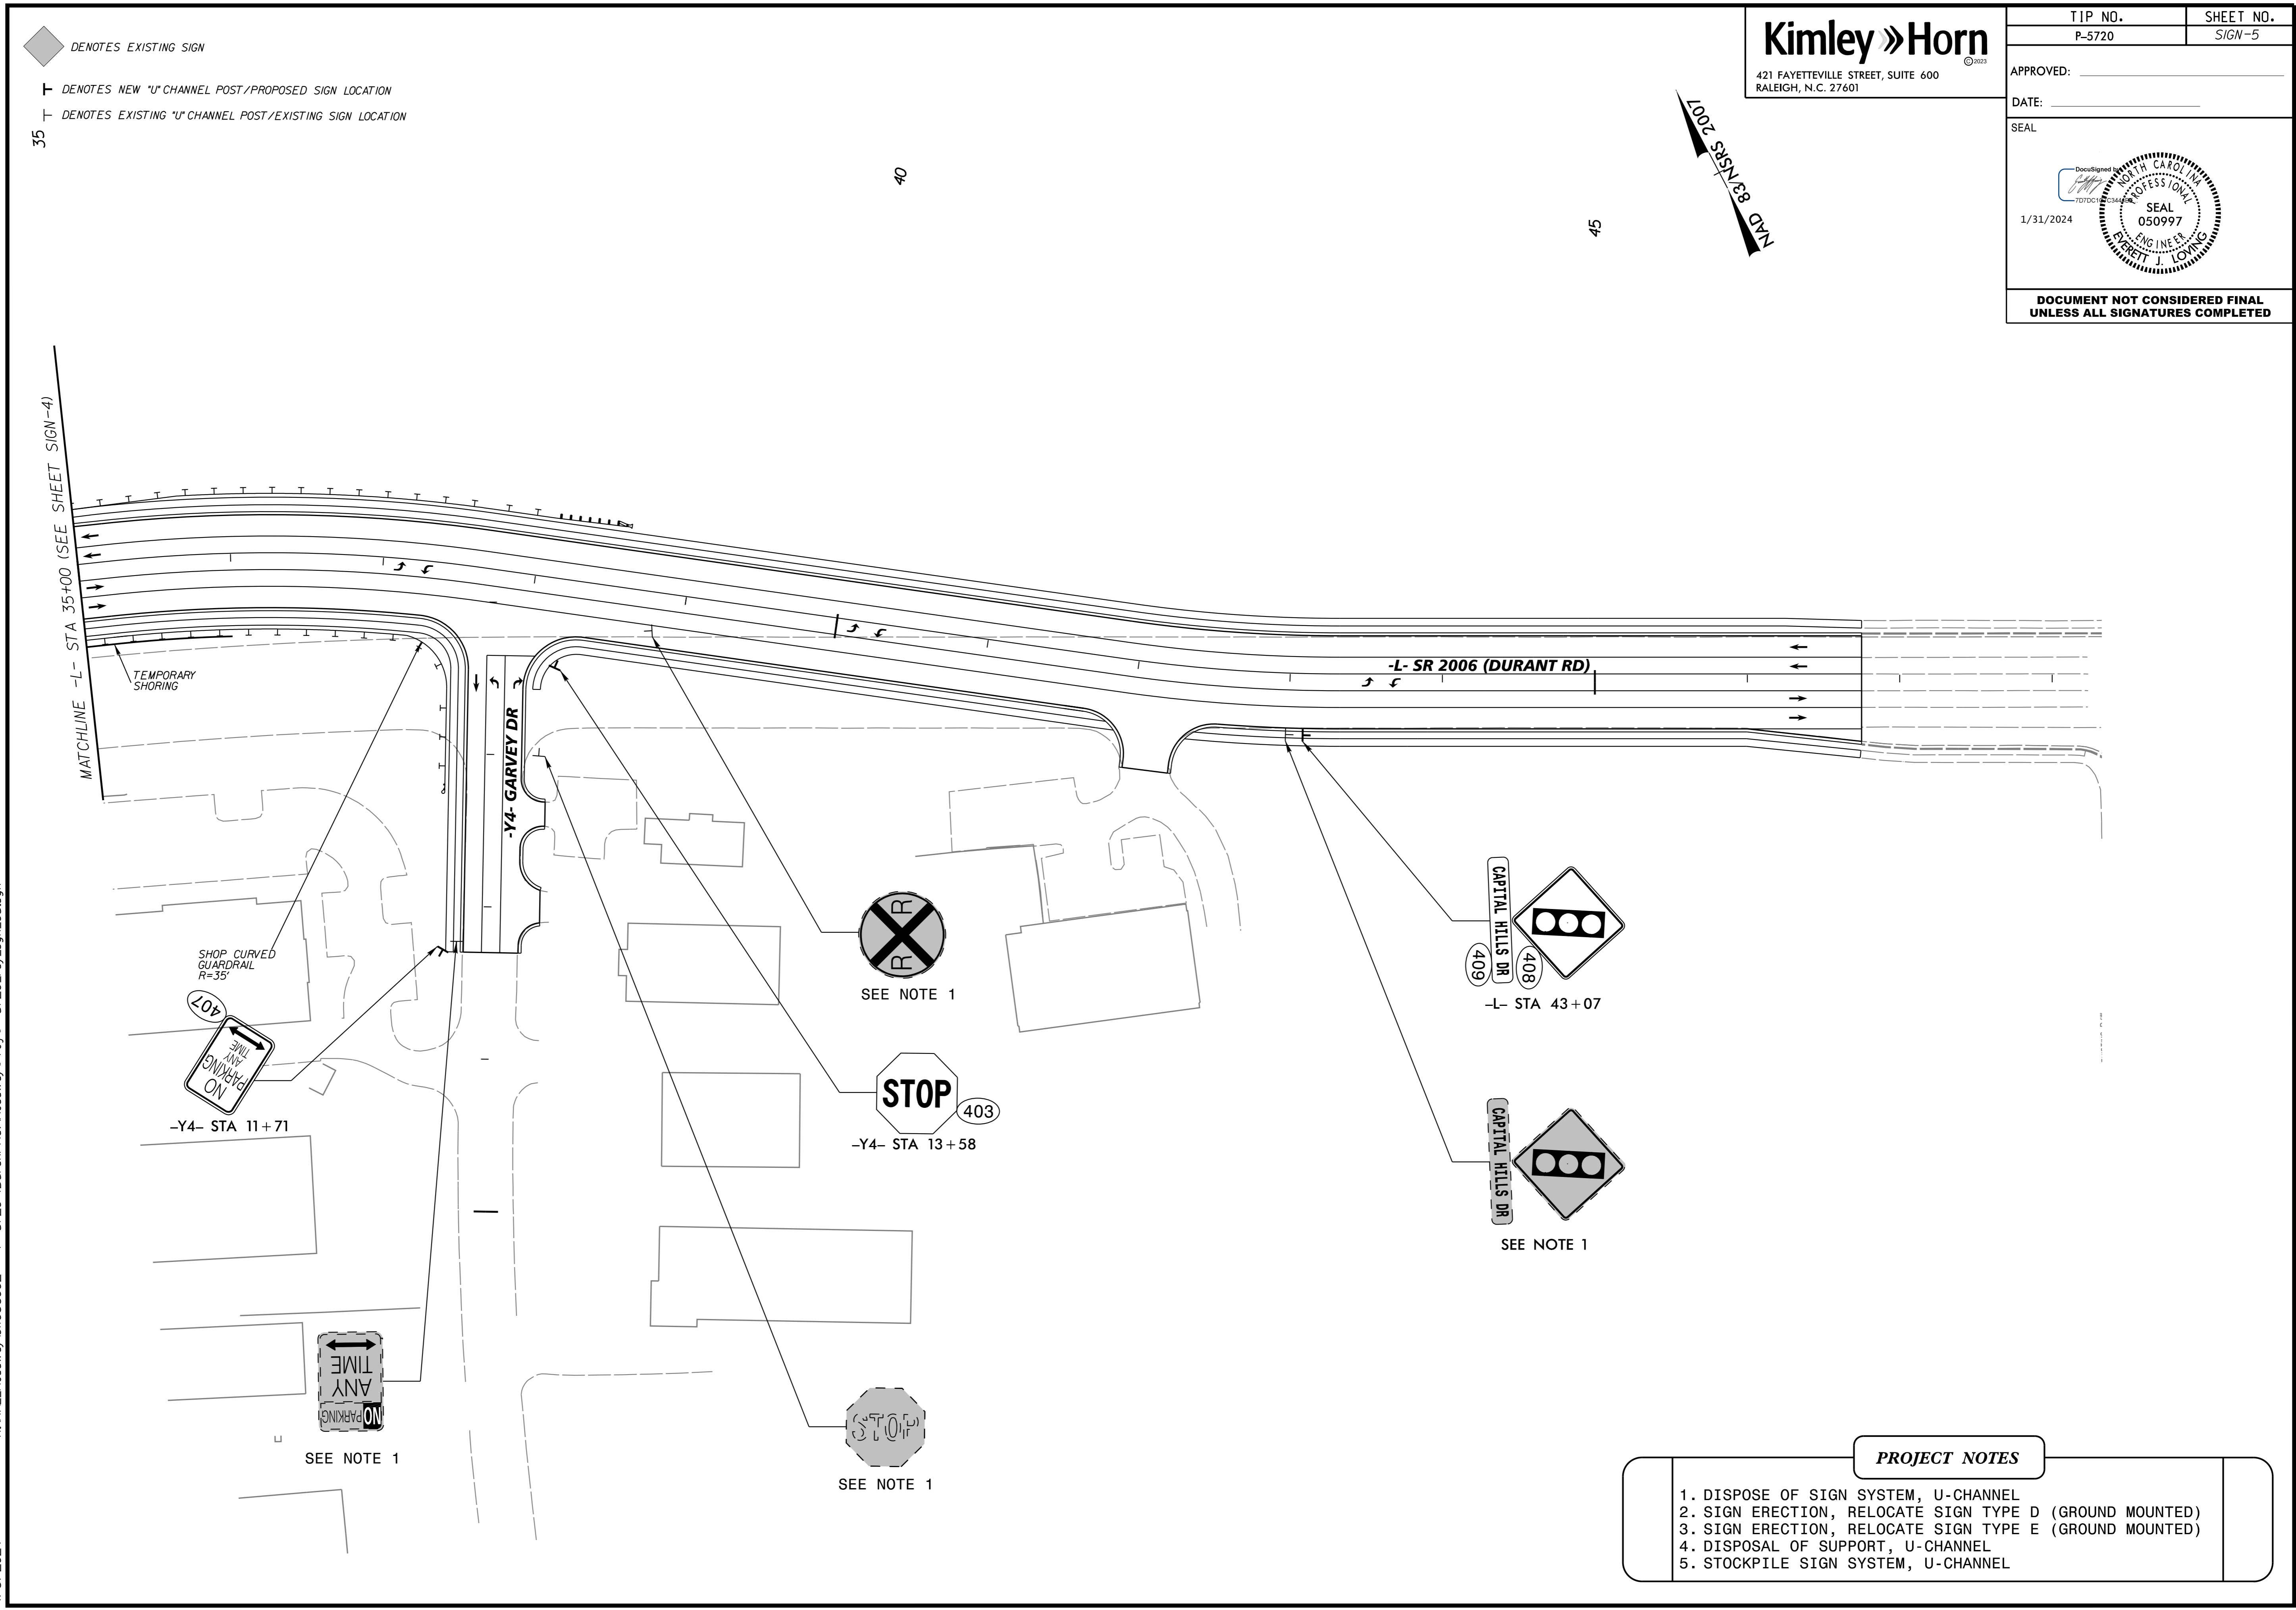 DENOTES EXISTING SIGN
DENOTES NEW "U" CHANNEL POST/PROPOSED SIGN LOCATION
DENOTES EXISTING "U" CHANNEL POST/EXISTING SIGN LOCATION
35
40
45
NAD 83/NSRS 2007
Kimley»Horn
©2023
421 FAYETTEVILLE STREET, SUITE 600
RALEIGH, N.C. 27601
TIP NO.
SHEET NO.
P-5720
SIGN-5
APPROVED:
DATE:
SEAL
DocuSigned by
1/31/2024
NORTH CAROLINA
PROFESSIONAL
SEAL
050997
ENGINEER
EVERETT J. LOVING
DOCUMENT NOT CONSIDERED FINAL
UNLESS ALL SIGNATURES COMPLETED
MATCHLINE -L- STA 35+00 (SEE SHEET SIGN-4)
TEMPORARY
SHORING
-Y4- GARVEY DR
-L- SR 2006 (DURANT RD)
SHOP CURVED
GUARDRAIL
R=35'
407
NO
PARKING
ANY
TIME
-Y4- STA 11+71
R R
SEE NOTE 1
STOP
403
-Y4- STA 13+58
CAPITAL HILLS DR
409
408
-L- STA 43+07
CAPITAL HILLS DR
SEE NOTE 1
NO PARKING
ANY
TIME
SEE NOTE 1
STOP
SEE NOTE 1
PROJECT NOTES
1. DISPOSE OF SIGN SYSTEM, U-CHANNEL
2. SIGN ERECTION, RELOCATE SIGN TYPE D (GROUND MOUNTED)
3. SIGN ERECTION, RELOCATE SIGN TYPE E (GROUND MOUNTED)
4. DISPOSAL OF SUPPORT, U-CHANNEL
5. STOCKPILE SIGN SYSTEM, U-CHANNEL